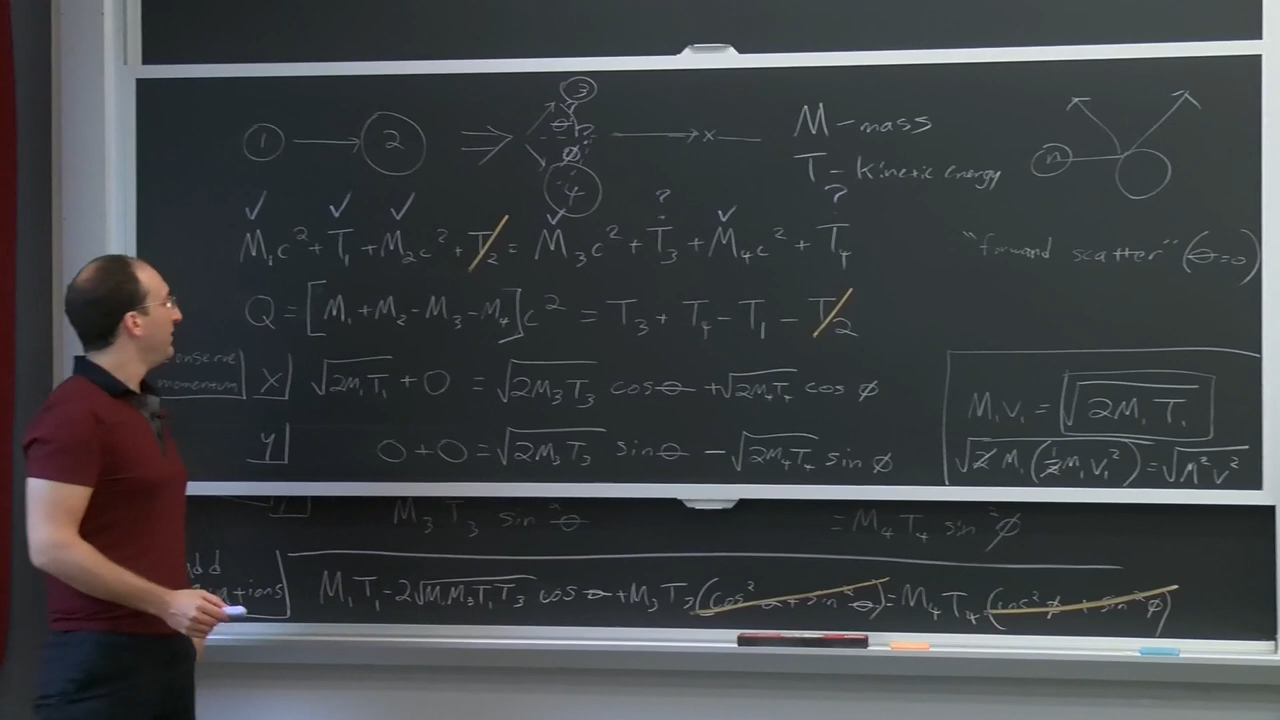 1 → 2 ⇒ 3 θ φ 4 → x
M - mass
T - kinetic energy
n
✓ ✓ ✓ ✓ ? ✓ ?
M₁c² + T₁ + M₂c² + T₂ = M₃c² + T₃ + M₄c² + T₄
"forward scatter" (θ=0)
Q = [M₁ + M₂ - M₃ - M₄]c² = T₃ + T₄ - T₁ - T₂
conserve momentum
x √2M₁T₁ + 0 = √2M₃T₃ cosθ + √2M₄T₄ cos φ
y 0 + 0 = √2M₃T₃ sinθ - √2M₄T₄ sin φ
M₁V₁ = √2M₁T₁
√2M₁(½M₁V₁²) = √M²V²
M₃T₃ sin²θ = M₄T₄ sin²φ
M₁T₁ - 2√M₁M₃T₁T₃ cosθ + M₃T₃(cos²θ + sin²θ) = M₄T₄(cos²φ + sin²φ)